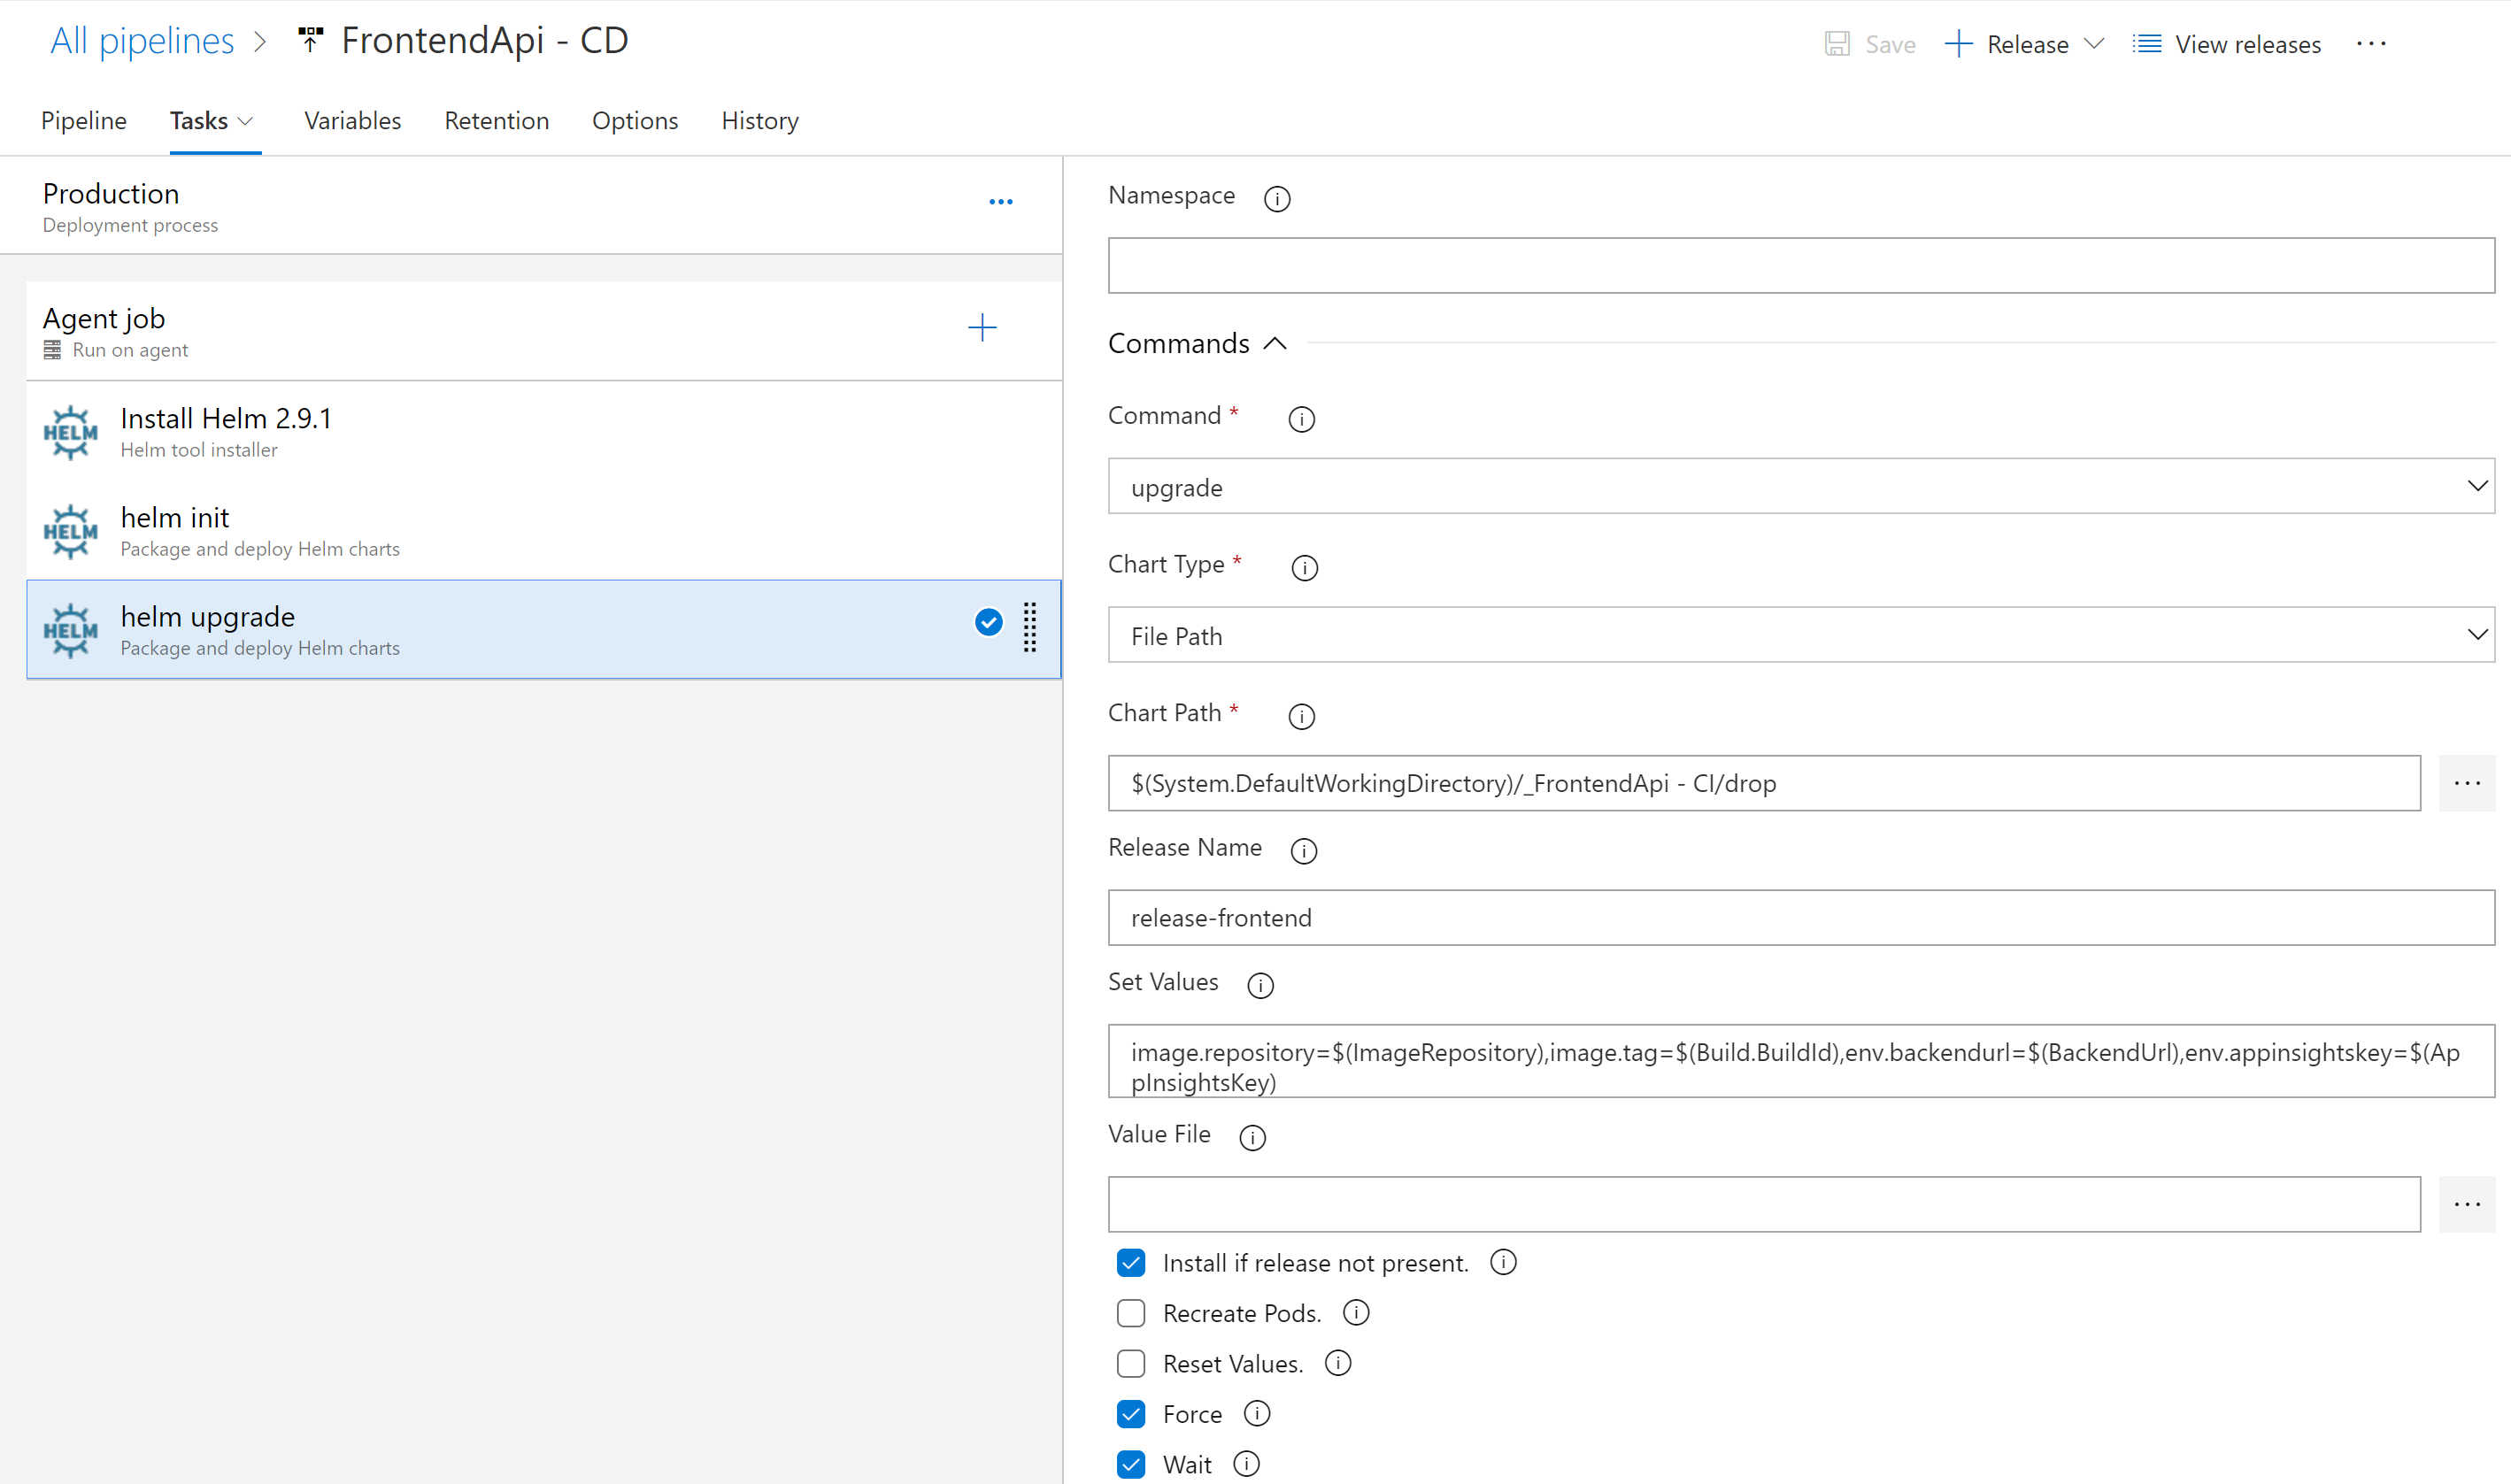 All pipelines > FrontendApi - CD
Save + Release View releases ...
Pipeline Tasks Variables Retention Options History
Production
Deployment process
...
Agent job
Run on agent
HELM
Install Helm 2.9.1
Helm tool installer
HELM
helm init
Package and deploy Helm charts
HELM
helm upgrade
Package and deploy Helm charts
Namespace i
Commands
Command * i
upgrade
Chart Type * i
File Path
Chart Path * i
$(System.DefaultWorkingDirectory)/_FrontendApi - CI/drop
...
Release Name i
release-frontend
Set Values i
image.repository=$(ImageRepository),image.tag=$(Build.BuildId),env.backendurl=$(BackendUrl),env.appinsightskey=$(Ap
pInsightsKey)
Value File i
...
Install if release not present. i
Recreate Pods. i
Reset Values. i
Force i
Wait i